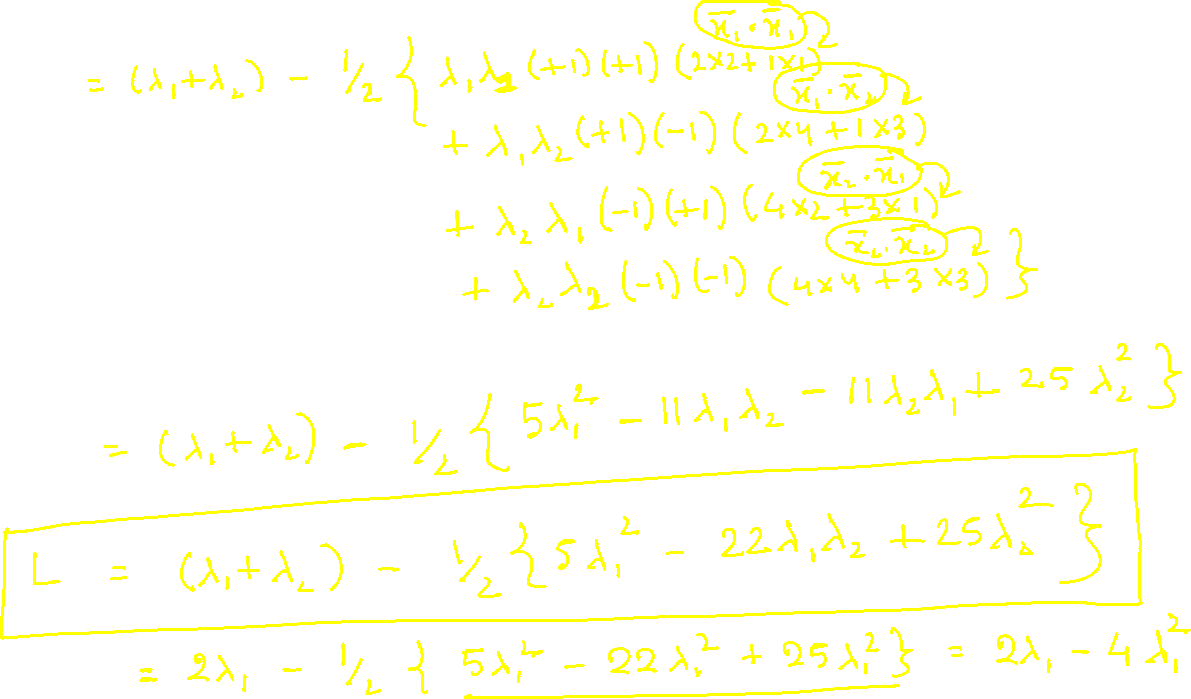 x̄₁·x̄₁
= (λ₁+λ₂) - 1/2 { λ₁λ₁ (+1)(+1) (2×2+1×1)
x̄₁·x̄₂
+ λ₁λ₂ (+1)(-1) (2×4+1×3)
x̄₂·x̄₁
+ λ₂λ₁ (-1)(+1) (4×2+3×1)
x̄₂·x̄₂
+ λ₂λ₂ (-1)(-1) (4×4+3×3) }
= (λ₁+λ₂) - 1/2 { 5λ₁² - 11λ₁λ₂ - 11λ₂λ₁ + 25λ₂² }
L = (λ₁+λ₂) - 1/2 { 5λ₁² - 22λ₁λ₂ + 25λ₂² }
= 2λ₁ - 1/2 { 5λ₁² - 22λ₁² + 25λ₁² } = 2λ₁ - 4λ₁²